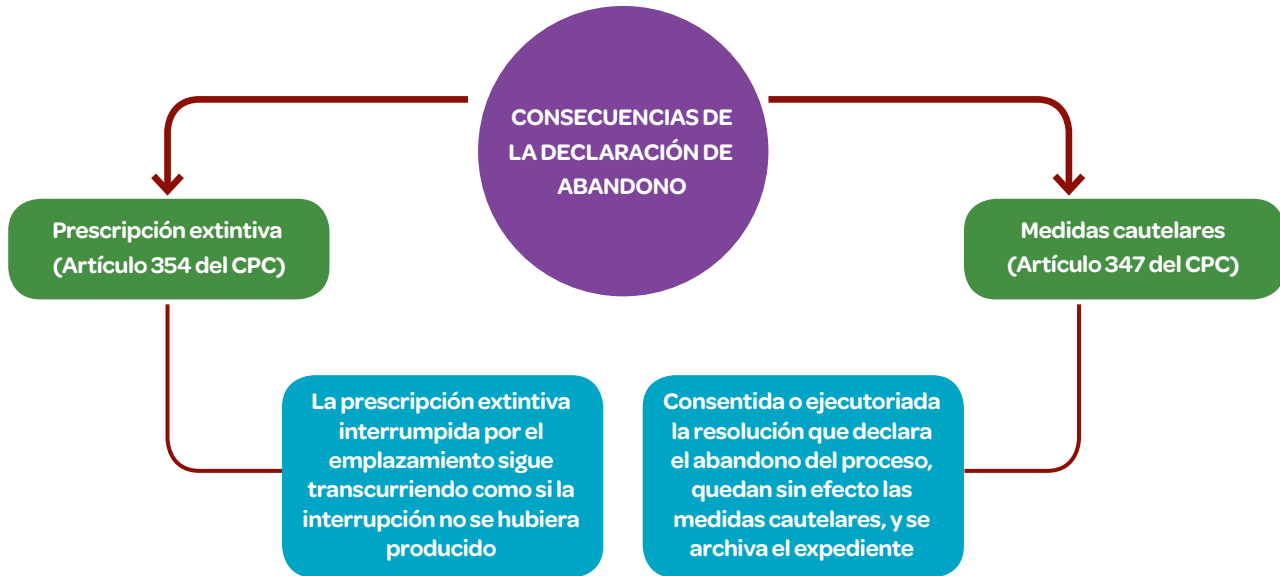 CONSECUENCIAS DE
LA DECLARACIÓN DE
ABANDONO
Prescripción extintiva
(Artículo 354 del CPC)
Medidas cautelares
(Artículo 347 del CPC)
La prescripción extintiva
interrumpida por el
emplazamiento sigue
transcurriendo como si la
interrupción no se hubiera
producido
Consentida o ejecutoriada
la resolución que declara
el abandono del proceso,
quedan sin efecto las
medidas cautelares, y se
archiva el expediente